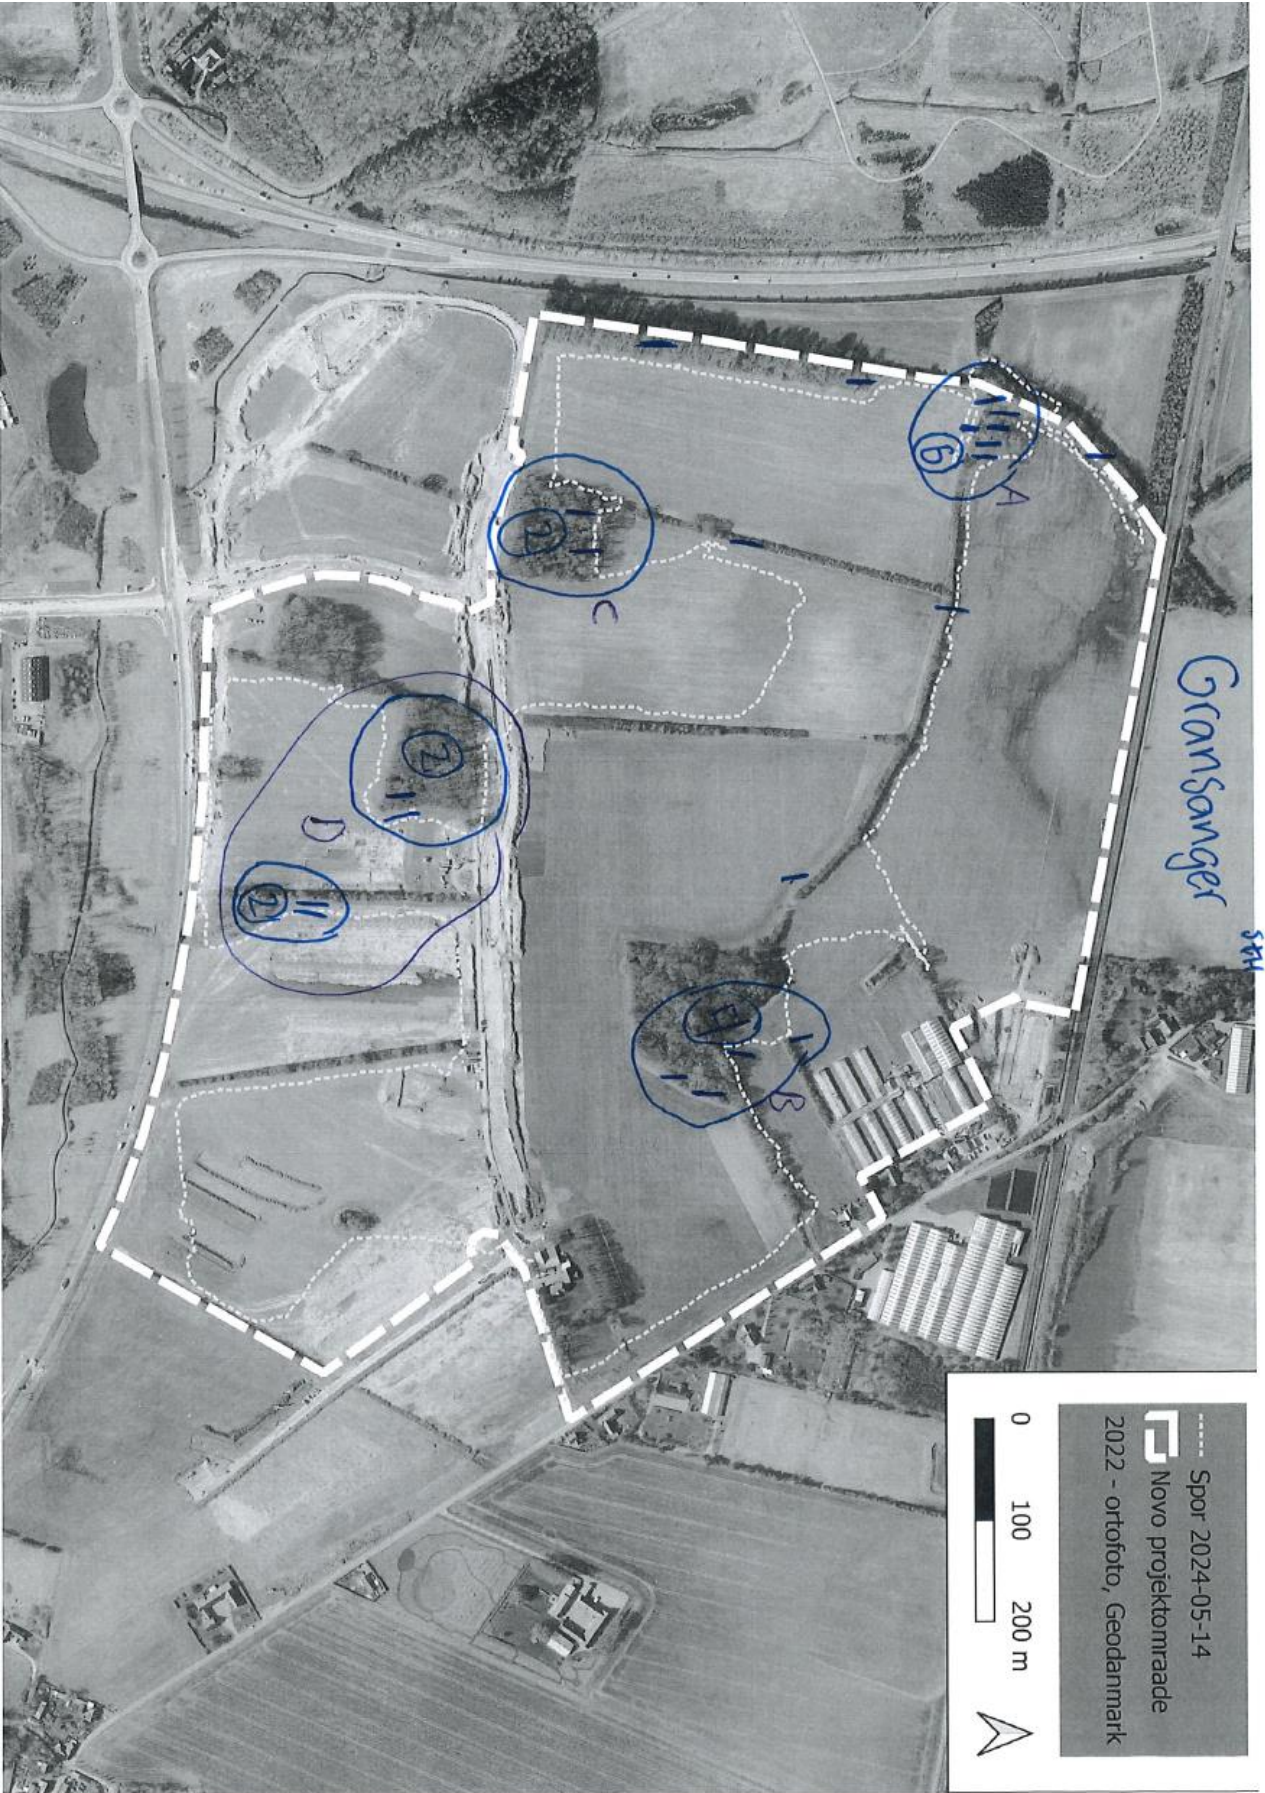 Gransanger
A
6
B
4
C
2
D
2
2
Spor 2024-05-14
Novo projektomraade
2022 - ortofoto, Geodanmark
0 100 200 m